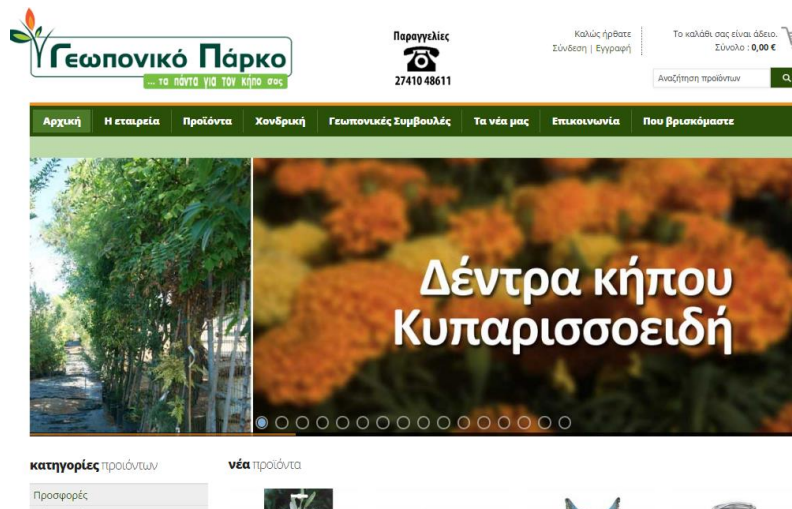 Γεωπονικό Πάρκο
... τα πάντα για τον κήπο σας
Παραγγελίες
27410 48611
Καλώς ήρθατε
Σύνδεση | Εγγραφή
Το καλάθι σας είναι άδειο.
Σύνολο : 0,00 €
Αναζήτηση προϊόντων
Αρχική Η εταιρεία Προϊόντα Χονδρική Γεωπονικές Συμβουλές Τα νέα μας Επικοινωνία Που βρισκόμαστε
Δέντρα κήπου
Κυπαρισσοειδή
κατηγορίες προιόντων
νέα προϊόντα
Προσφορές